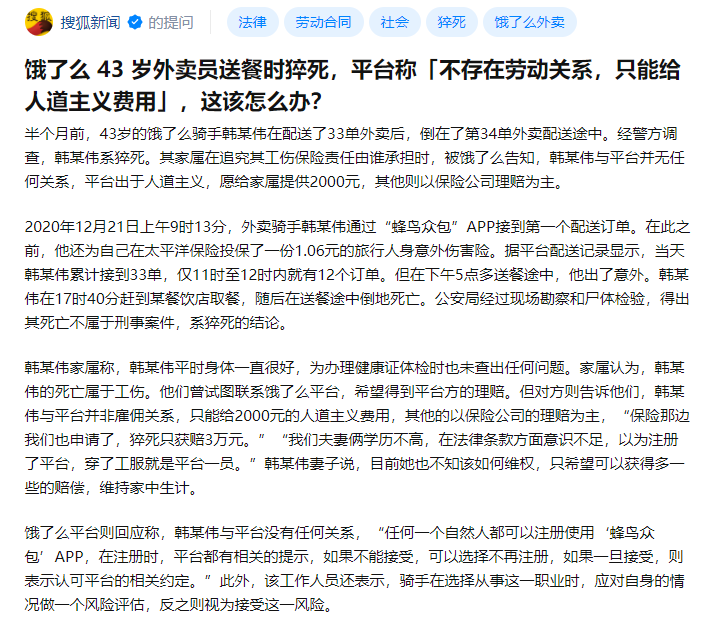 搜狐
搜狐新闻 的提问 法律 劳动合同 社会 猝死 饿了么外卖
饿了么 43 岁外卖员送餐时猝死，平台称「不存在劳动关系，只能给
人道主义费用」，这该怎么办？
半个月前，43岁的饿了么骑手韩某伟在配送了33单外卖后，倒在了第34单外卖配送途中。经警方调
查，韩某伟系猝死。其家属在追究其工伤保险责任由谁承担时，被饿了么告知，韩某伟与平台并无任
何关系，平台出于人道主义，愿给家属提供2000元，其他则以保险公司理赔为主。
2020年12月21日上午9时13分，外卖骑手韩某伟通过“蜂鸟众包”APP接到第一个配送订单。在此之
前，他还为自己在太平洋保险投保了一份1.06元的旅行人身意外伤害险。据平台配送记录显示，当天
韩某伟累计接到33单，仅11时至12时内就有12个订单。但在下午5点多送餐途中，他出了意外。韩某
伟在17时40分赶到某餐饮店取餐，随后在送餐途中倒地死亡。公安局经过现场勘察和尸体检验，得出
其死亡不属于刑事案件，系猝死的结论。
韩某伟家属称，韩某伟平时身体一直很好，为办理健康证体检时也未查出任何问题。家属认为，韩某
伟的死亡属于工伤。他们曾试图联系饿了么平台，希望得到平台方的理赔。但对方则告诉他们，韩某
伟与平台并非雇佣关系，只能给2000元的人道主义费用，其他的以保险公司的理赔为主，“保险那边
我们也申请了，猝死只获赔3万元。”“我们夫妻俩学历不高，在法律条款方面意识不足，以为注册
了平台，穿了工服就是平台一员。”韩某伟妻子说，目前她也不知该如何维权，只希望可以获得多一
些的赔偿，维持家中生计。
饿了么平台则回应称，韩某伟与平台没有任何关系，“任何一个自然人都可以注册使用‘蜂鸟众
包’APP，在注册时，平台都有相关的提示，如果不能接受，可以选择不再注册，如果一旦接受，则
表示认可平台的相关约定。”此外，该工作人员还表示，骑手在选择从事这一职业时，应对自身的情
况做一个风险评估，反之则视为接受这一风险。